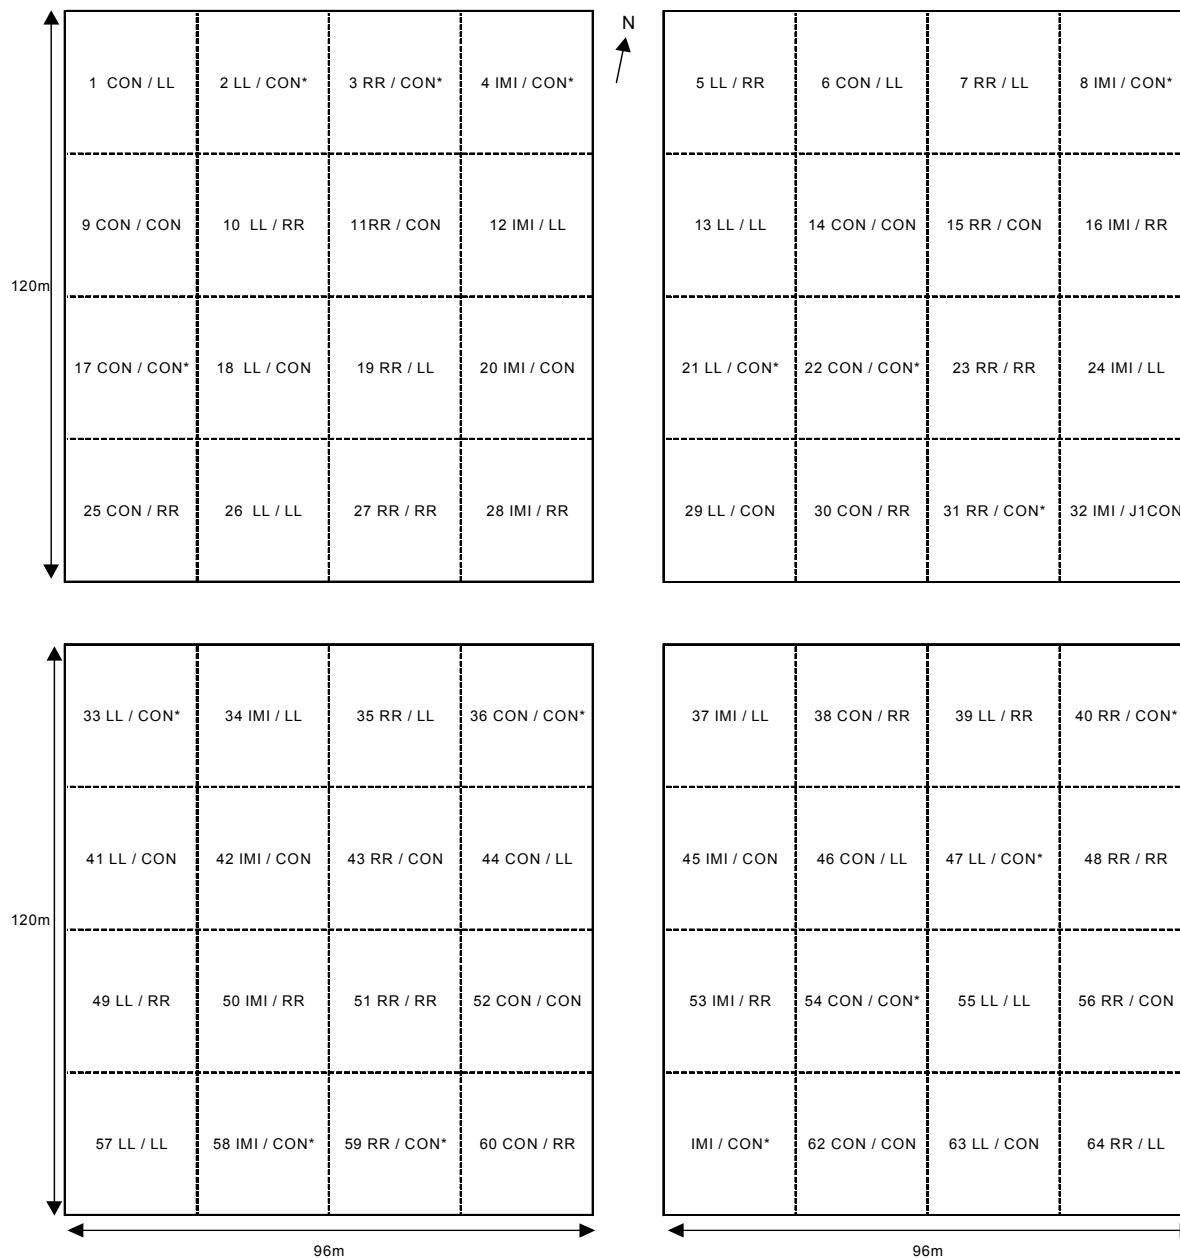 N
1 CON / LL
2 LL / CON*
3 RR / CON*
4 IMI / CON*
5 LL / RR
6 CON / LL
7 RR / LL
8 IMI / CON*
9 CON / CON
10 LL / RR
11RR / CON
12 IMI / LL
13 LL / LL
14 CON / CON
15 RR / CON
16 IMI / RR
120m
17 CON / CON*
18 LL / CON
19 RR / LL
20 IMI / CON
21 LL / CON*
22 CON / CON*
23 RR / RR
24 IMI / LL
25 CON / RR
26 LL / LL
27 RR / RR
28 IMI / RR
29 LL / CON
30 CON / RR
31 RR / CON*
32 IMI / J1CON
33 LL / CON*
34 IMI / LL
35 RR / LL
36 CON / CON*
37 IMI / LL
38 CON / RR
39 LL / RR
40 RR / CON*
41 LL / CON
42 IMI / CON
43 RR / CON
44 CON / LL
45 IMI / CON
46 CON / LL
47 LL / CON*
48 RR / RR
120m
49 LL / RR
50 IMI / RR
51 RR / RR
52 CON / CON
53 IMI / RR
54 CON / CON*
55 LL / LL
56 RR / CON
57 LL / LL
58 IMI / CON*
59 RR / CON*
60 CON / RR
IMI / CON*
62 CON / CON
63 LL / CON
64 RR / LL
96m
96m